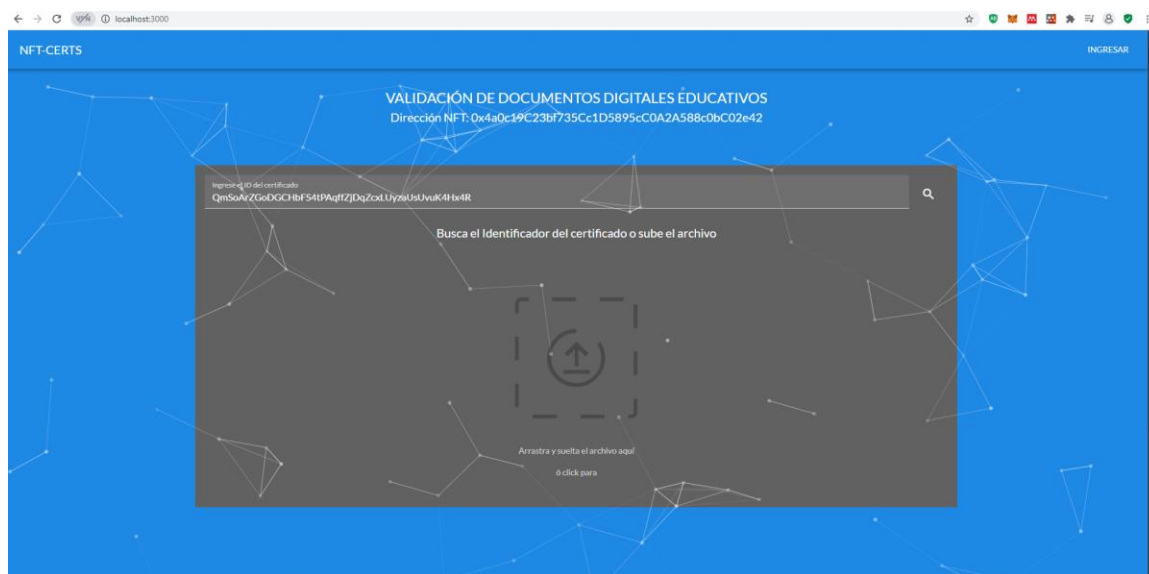 VPN localhost:3000
NFT-CERTS
INGRESAR
VALIDACIÓN DE DOCUMENTOS DIGITALES EDUCATIVOS
Dirección NFT: 0x4a0c19C23bf735Cc1D5895cC0A2A588c0bC02e42
Ingrese el ID del certificado
QmSoArZGoDGCHbFS4tPAqffZjDqZcxLUyzaUsUvuK4Hx4R
Busca el Identificador del certificado o sube el archivo
Arrastra y suelta el archivo aquí
ó click para